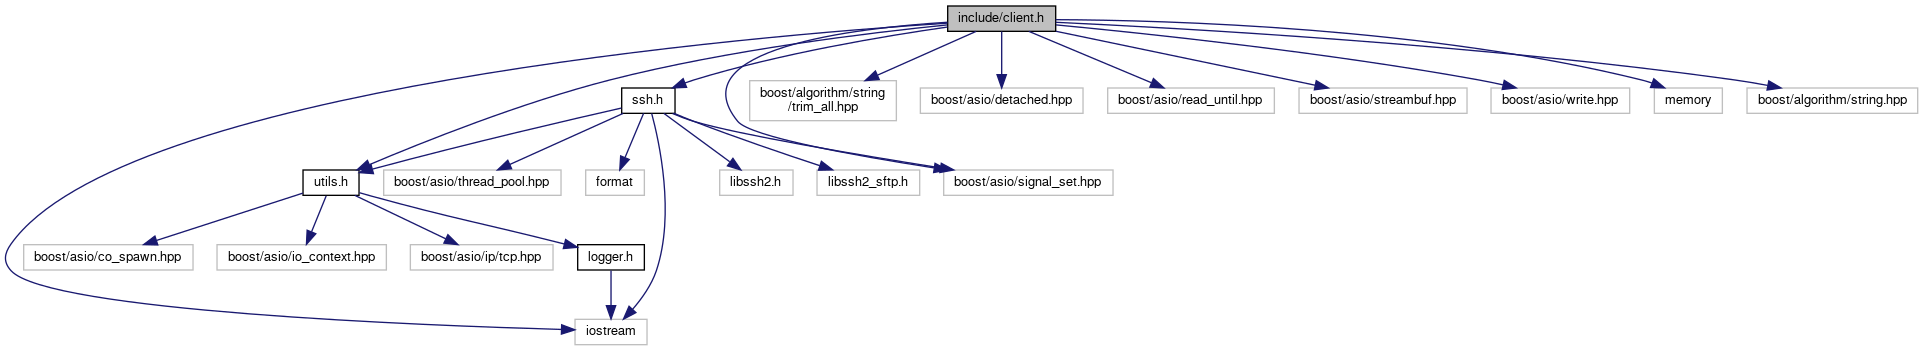 include/client.h
ssh.h
boost/algorithm/string
/trim_all.hpp
boost/asio/detached.hpp
boost/asio/read_until.hpp
boost/asio/streambuf.hpp
boost/asio/write.hpp
memory
boost/algorithm/string.hpp
utils.h
boost/asio/thread_pool.hpp
format
libssh2.h
libssh2_sftp.h
boost/asio/signal_set.hpp
boost/asio/co_spawn.hpp
boost/asio/io_context.hpp
boost/asio/ip/tcp.hpp
logger.h
iostream